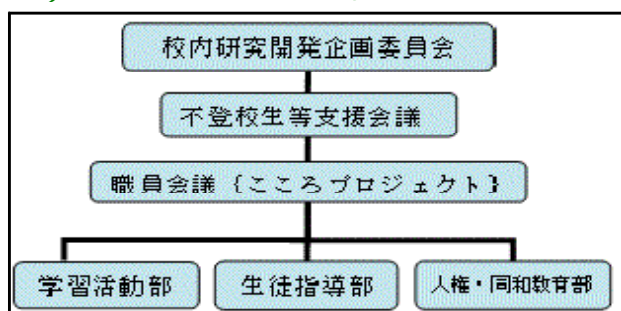 校内研究開発企画委員会
不登校生等支援会議
職員会議｛こころプロジェクト｝
学習活動部
生徒指導部
人権・同和教育部